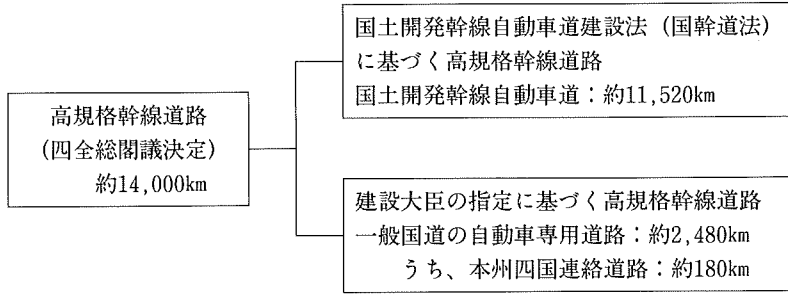 高規格幹線道路
(四全総閣議決定)
約14,000km
国土開発幹線自動車道建設法(国幹道法)
に基づく高規格幹線道路
国土開発幹線自動車道:約11,520km
建設大臣の指定に基づく高規格幹線道路
一般国道の自動車専用道路:約2,480km
うち、本州四国連絡道路:約180km